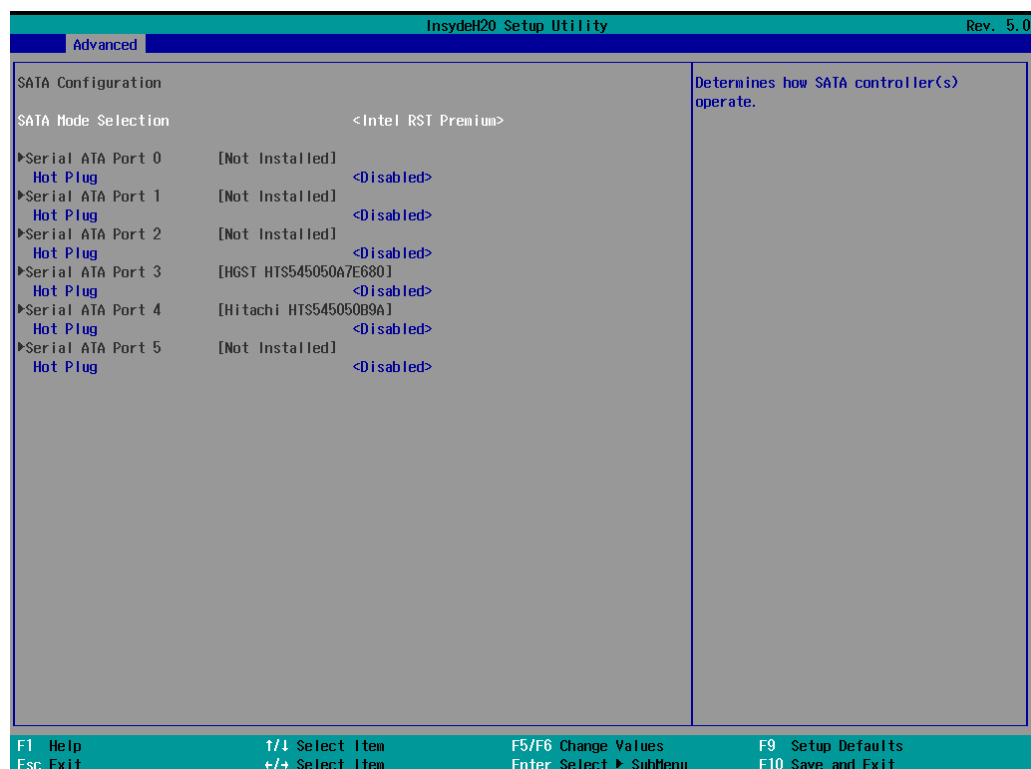 InsydeH20 Setup Utility Rev. 5.0
Advanced
SATA Configuration
SATA Mode Selection <Intel RST Premium>
▶Serial ATA Port 0 [Not Installed]
Hot Plug <Disabled>
▶Serial ATA Port 1 [Not Installed]
Hot Plug <Disabled>
▶Serial ATA Port 2 [Not Installed]
Hot Plug <Disabled>
▶Serial ATA Port 3 [HGST HTS545050A7E680]
Hot Plug <Disabled>
▶Serial ATA Port 4 [Hitachi HTS545050B9A]
Hot Plug <Disabled>
▶Serial ATA Port 5 [Not Installed]
Hot Plug <Disabled>
Determines how SATA controller(s)
operate.
F1 Help ↑/↓ Select Item F5/F6 Change Values F9 Setup Defaults
Esc Exit ←/→ Select Item Enter Select ▶ SubMenu F10 Save and Exit